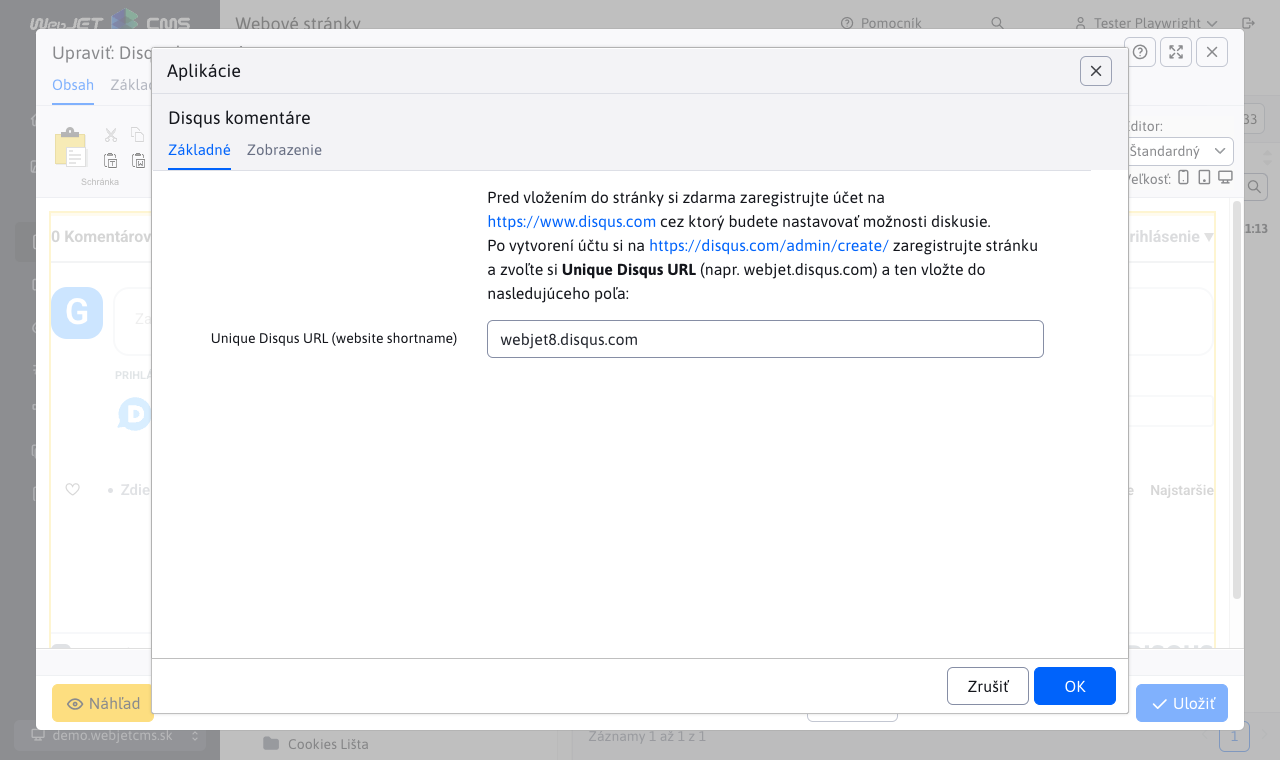 WebJET CMS
Webové stránky
Pomocník
Tester Playwright
Upraviť:
Aplikácie
Obsah
Disqus komentáre
Editor:
Základné
Zobrazenie
Štandardný
Veľkosť:
Schránka
Pred vložením do stránky si zdarma zaregistrujte účet na
https://www.disqus.com cez ktorý budete nastavovať možnosti diskusie.
Po vytvorení účtu si na https://disqus.com/admin/create/ zaregistrujte stránku
a zvoľte si Unique Disqus URL (napr. webjet.disqus.com) a ten vložte do
nasledujúceho poľa:
0 Komentárov
1:13
G
Unique Disqus URL (website shortname)
webjet8.disqus.com
D
Najstaršie
Zrušiť
OK
Náhľad
Uložiť
demo.webjetcms.sk
Cookies Lišta
Záznamy 1 až 1 z 1
1